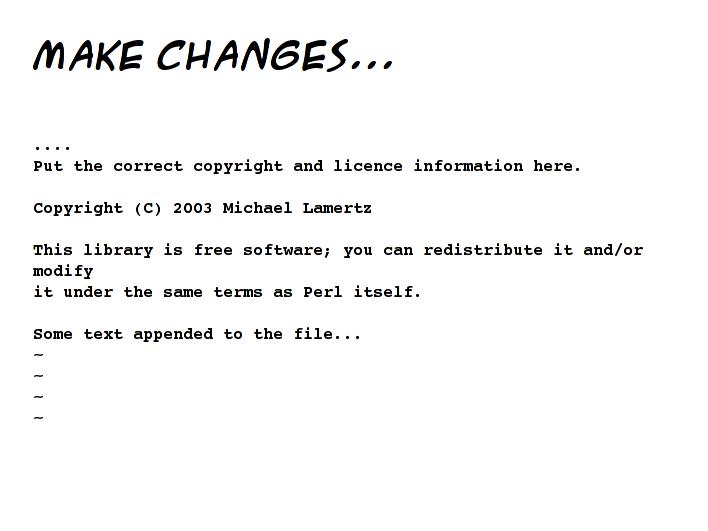 MAKE CHANGES...
....
Put the correct copyright and licence information here.
Copyright (C) 2003 Michael Lamertz
This library is free software; you can redistribute it and/or
modify
it under the same terms as Perl itself.
Some text appended to the file...
~
~
~
~